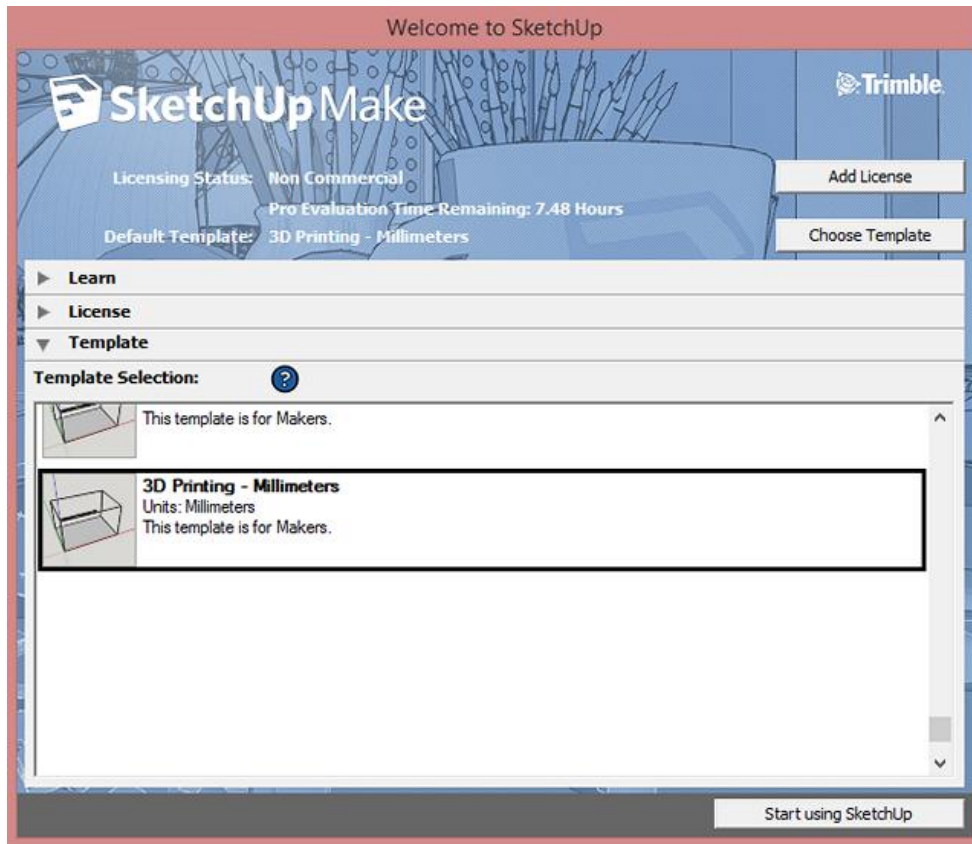 Welcome to SketchUp
SketchUp Make
Trimble.
Licensing Status: Non Commercial
Add License
Pro Evaluation Time Remaining: 7.48 Hours
Default Template: 3D Printing - Millimeters
Choose Template
Learn
License
Template
Template Selection: ?
This template is for Makers.
3D Printing - Millimeters
Units: Millimeters
This template is for Makers.
Start using SketchUp